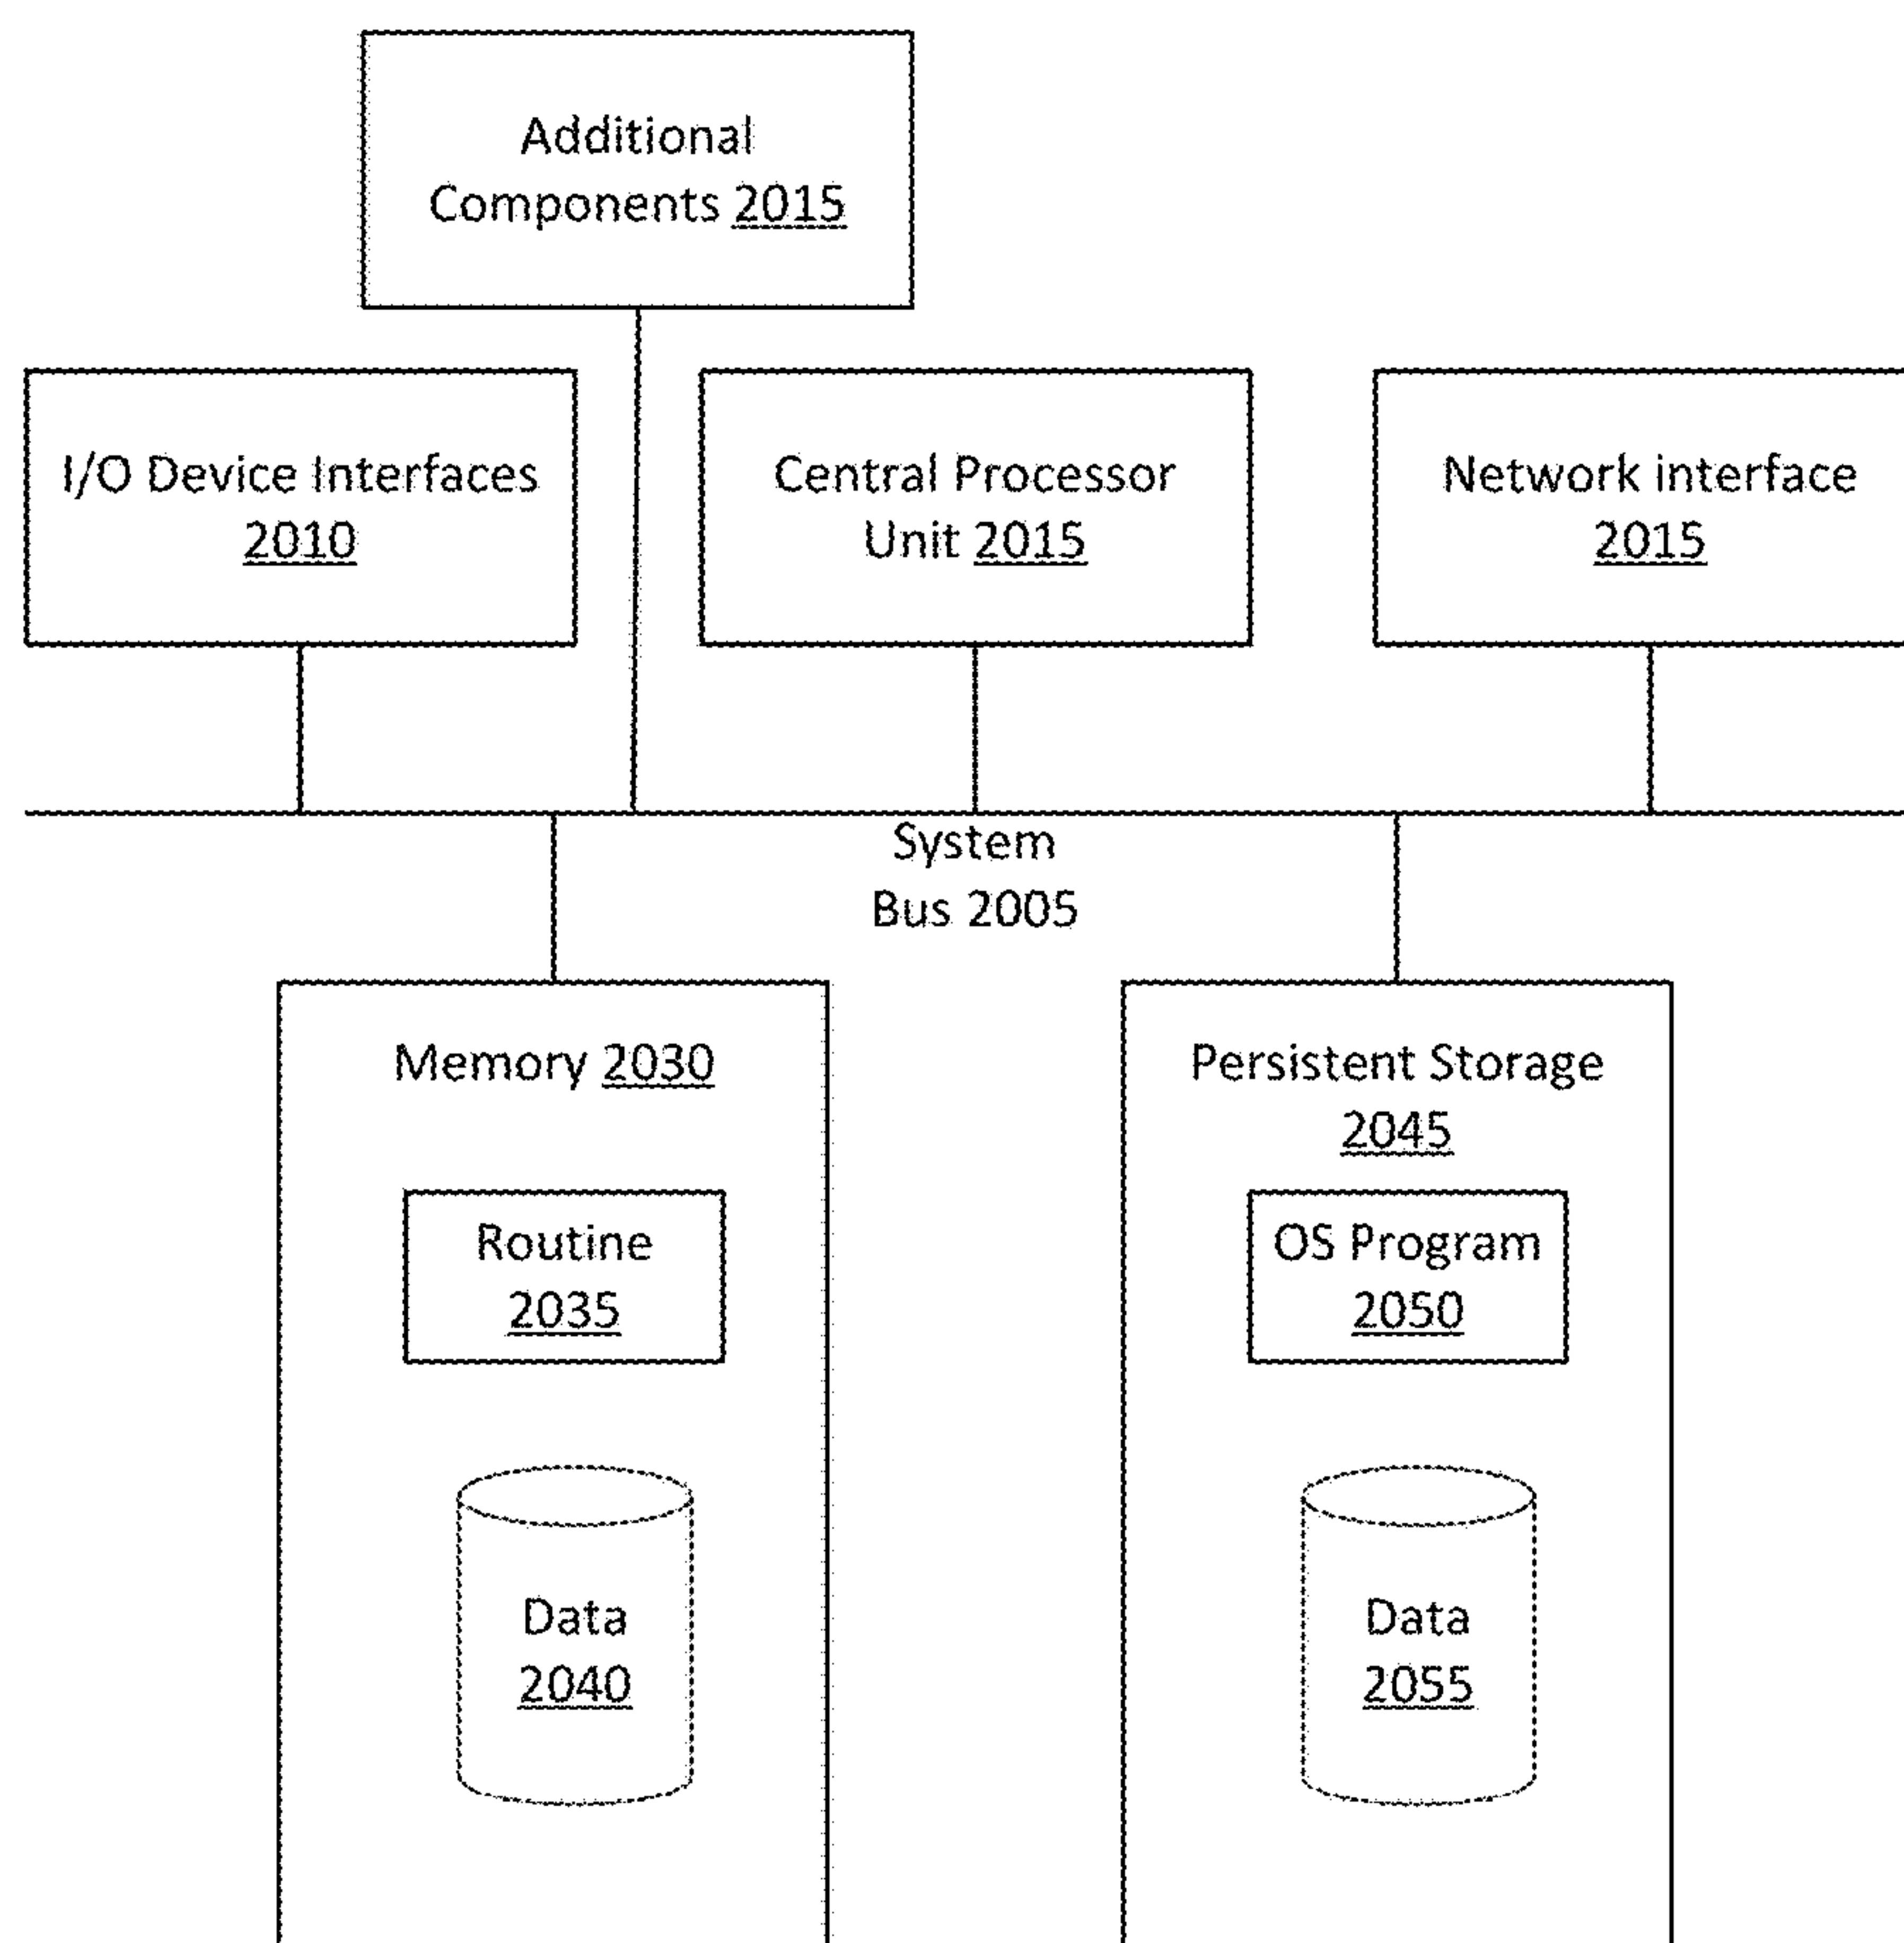 Additional
Components 2015
I/O Device Interfaces
2010
Central Processor
Unit 2015
Network interface
2015
System
Bus 2005
Memory 2030
Routine
2035
Data
2040
Persistent Storage
2045
OS Program
2050
Data
2055